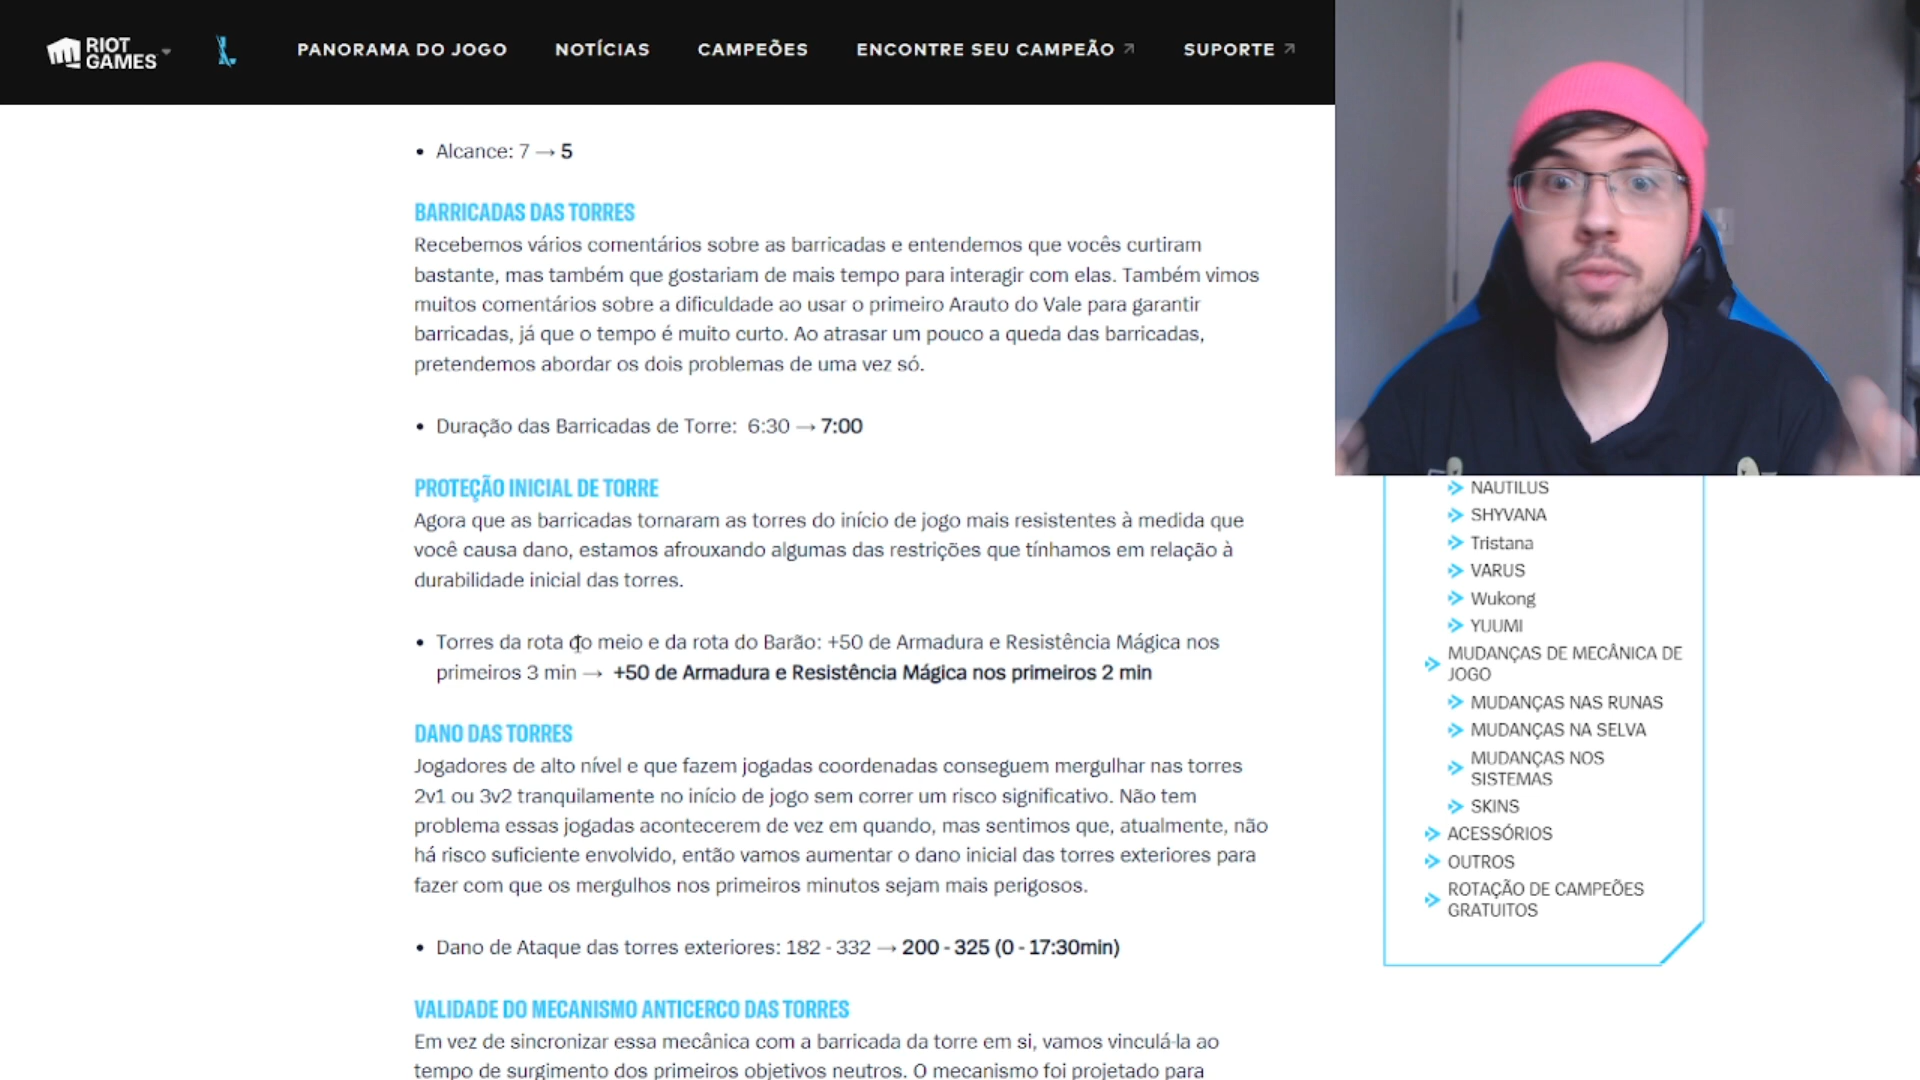 RIOT GAMES
PANORAMA DO JOGO
NOTÍCIAS
CAMPEÕES
ENCONTRE SEU CAMPEÃO
SUPORTE
• Alcance: 7 → 5
BARRICADAS DAS TORRES
Recebemos vários comentários sobre as barricadas e entendemos que vocês curtiram
bastante, mas também que gostariam de mais tempo para interagir com elas. Também vimos
muitos comentários sobre a dificuldade ao usar o primeiro Arauto do Vale para garantir
barricadas, já que o tempo é muito curto. Ao atrasar um pouco a queda das barricadas,
pretendemos abordar os dois problemas de uma vez só.
• Duração das Barricadas de Torre: 6:30 → 7:00
PROTEÇÃO INICIAL DE TORRE
Agora que as barricadas tornaram as torres do início de jogo mais resistentes à medida que
você causa dano, estamos afrouxando algumas das restrições que tínhamos em relação à
durabilidade inicial das torres.
• Torres da rota do meio e da rota do Barão: +50 de Armadura e Resistência Mágica nos
primeiros 3 min → +50 de Armadura e Resistência Mágica nos primeiros 2 min
DANO DAS TORRES
Jogadores de alto nível e que fazem jogadas coordenadas conseguem mergulhar nas torres
2v1 ou 3v2 tranquilamente no início de jogo sem correr um risco significativo. Não tem
problema essas jogadas acontecerem de vez em quando, mas sentimos que, atualmente, não
há risco suficiente envolvido, então vamos aumentar o dano inicial das torres exteriores para
fazer com que os mergulhos nos primeiros minutos sejam mais perigosos.
• Dano de Ataque das torres exteriores: 182 - 332 → 200 - 325 (0 - 17:30min)
VALIDADE DO MECANISMO ANTICERCO DAS TORRES
Em vez de sincronizar essa mecânica com a barricada da torre em si, vamos vinculá-la ao
tempo de surgimento dos primeiros objetivos neutros. O mecanismo foi projetado para
NAUTILUS
SHYVANA
Tristana
VARUS
Wukong
YUUMI
MUDANÇAS DE MECÂNICA DE
JOGO
MUDANÇAS NAS RUNAS
MUDANÇAS NA SELVA
MUDANÇAS NOS
SISTEMAS
SKINS
ACESSÓRIOS
OUTROS
ROTAÇÃO DE CAMPEÕES
GRATUITOS